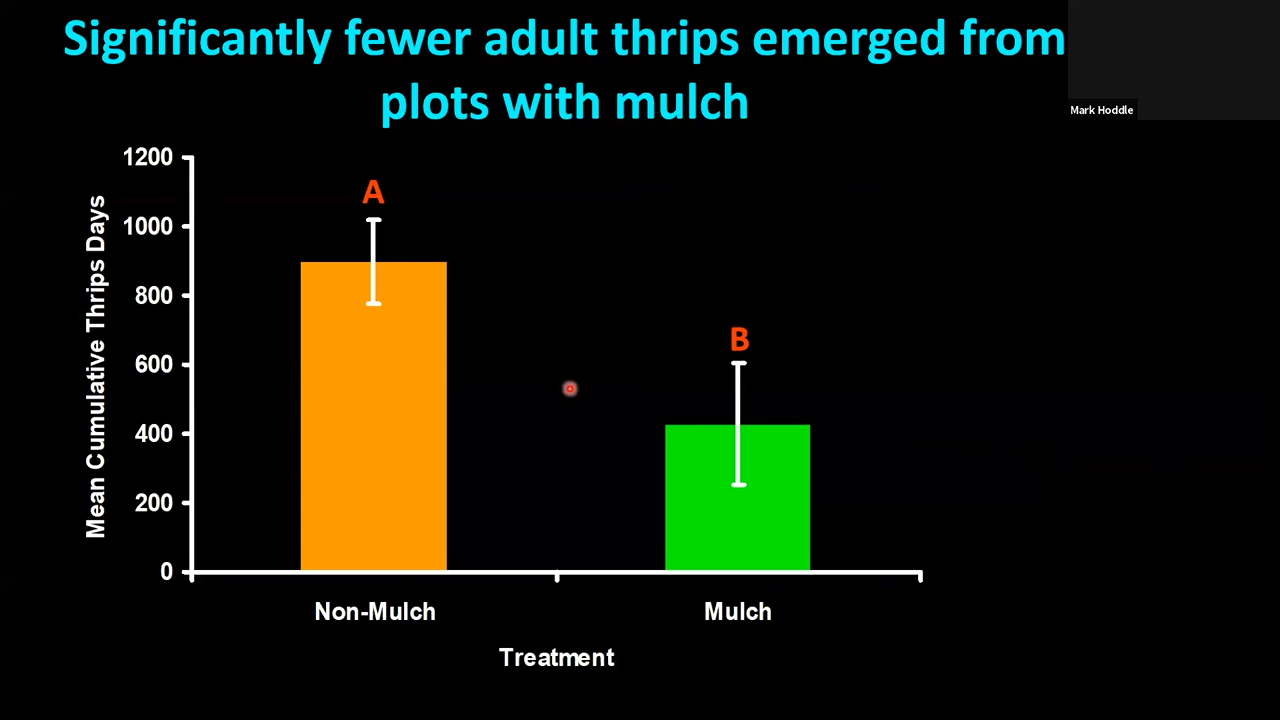 Significantly fewer adult thrips emerged from
plots with mulch
Mark Hoddle
1200
1000
800
600
400
200
0
Mean Cumulative Thrips Days
A
B
Non-Mulch
Mulch
Treatment